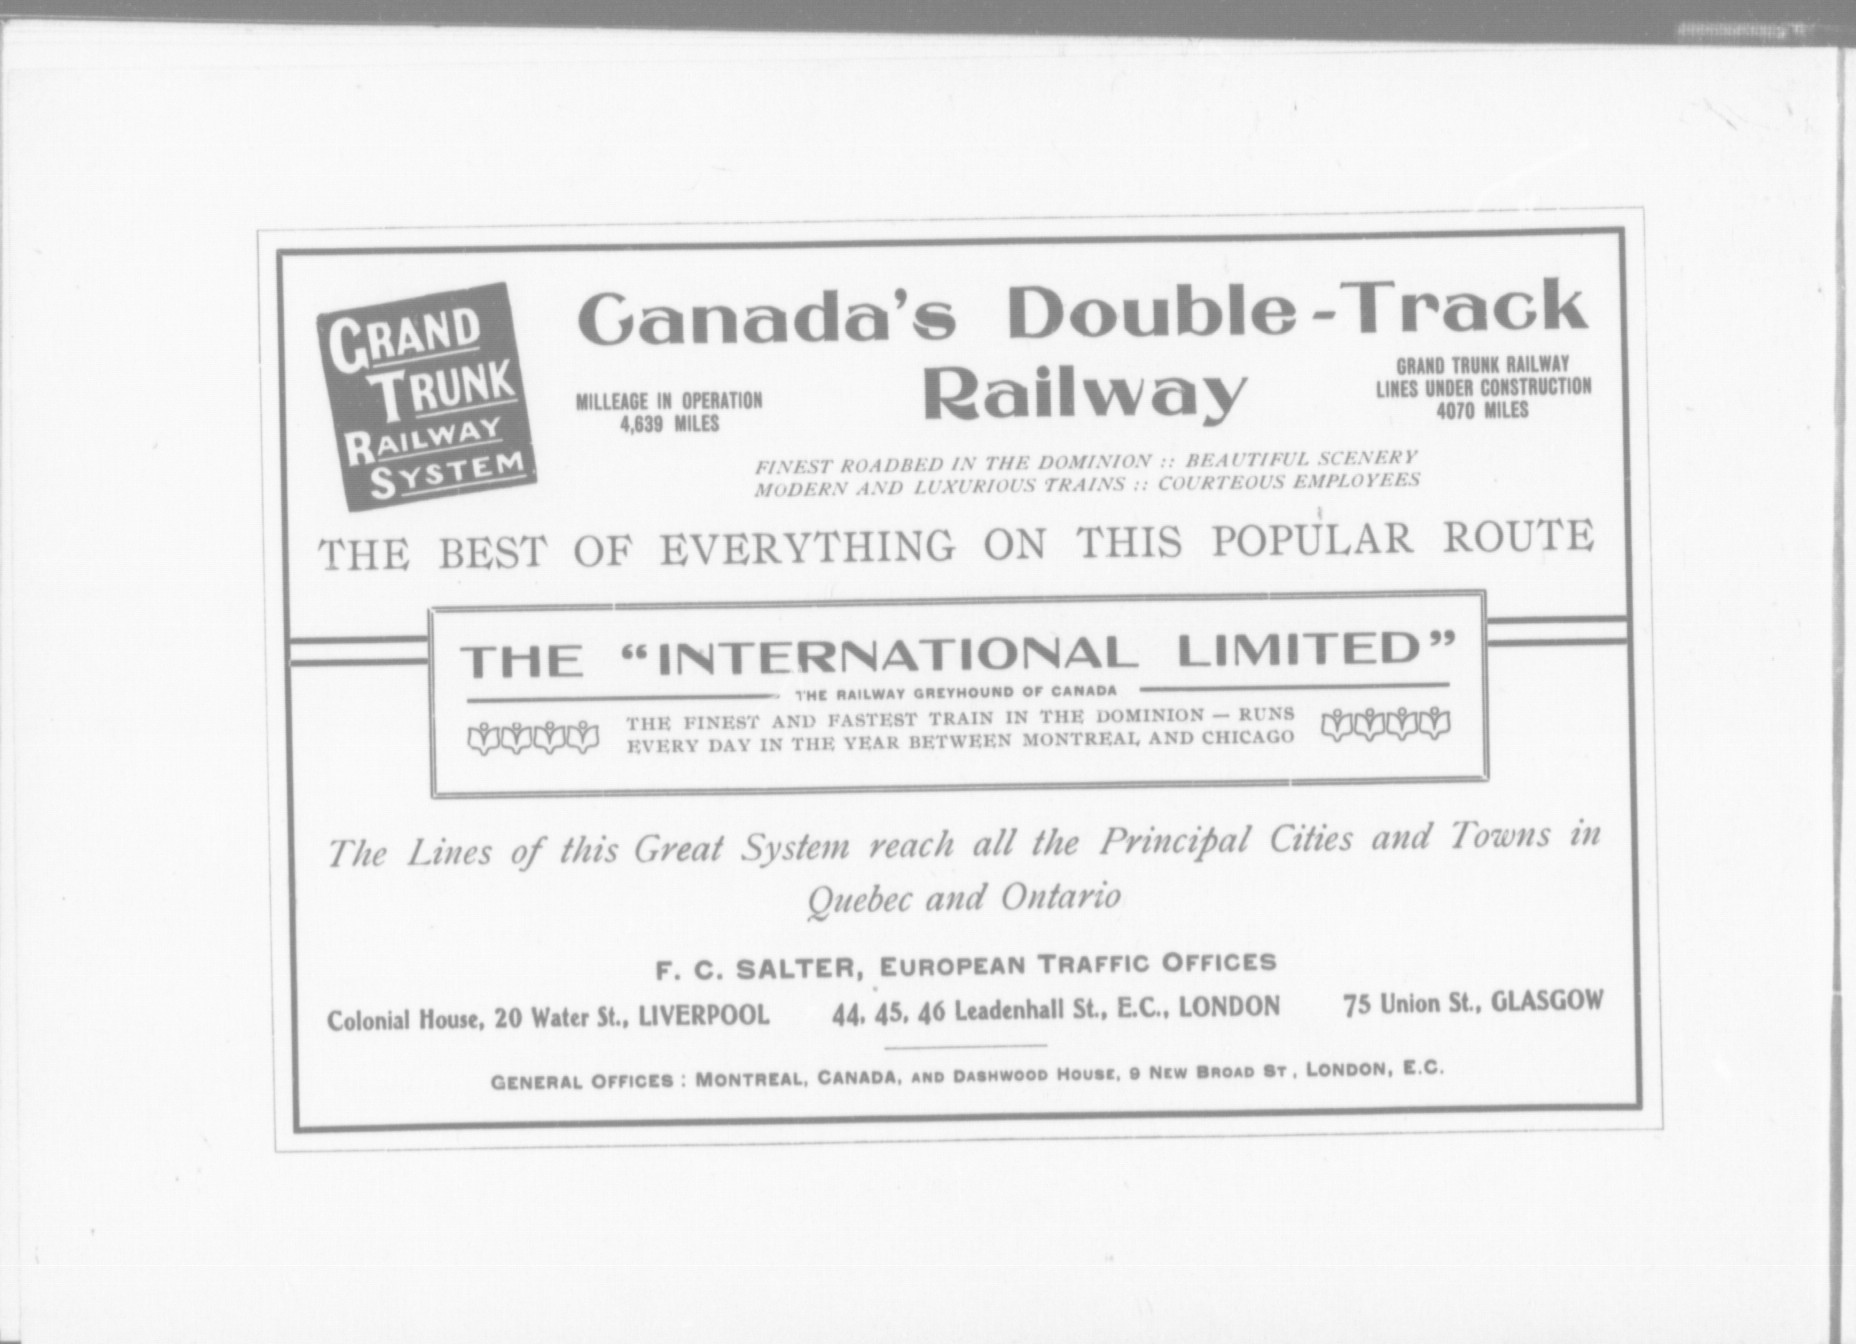 GRAND
TRUNK
RAILWAY
SYSTEM
Canada's Double-Track
Railway
MILLEAGE IN OPERATION
4,639 MILES
GRAND TRUNK RAILWAY
LINES UNDER CONSTRUCTION
4070 MILES
FINEST ROADBED IN THE DOMINION :: BEAUTIFUL SCENERY
MODERN AND LUXURIOUS TRAINS :: COURTEOUS EMPLOYEES
THE BEST OF EVERYTHING ON THIS POPULAR ROUTE
THE “INTERNATIONAL LIMITED”
THE RAILWAY GREYHOUND OF CANADA
THE FINEST AND FASTEST TRAIN IN THE DOMINION — RUNS
EVERY DAY IN THE YEAR BETWEEN MONTREAL AND CHICAGO
The Lines of this Great System reach all the Principal Cities and Towns in
Quebec and Ontario
F. C. SALTER, EUROPEAN TRAFFIC OFFICES
Colonial House, 20 Water St., LIVERPOOL 44, 45, 46 Leadenhall St., E.C., LONDON 75 Union St., GLASGOW
GENERAL OFFICES : MONTREAL, CANADA, AND DASHWOOD HOUSE, 9 NEW BROAD ST., LONDON, E.C.